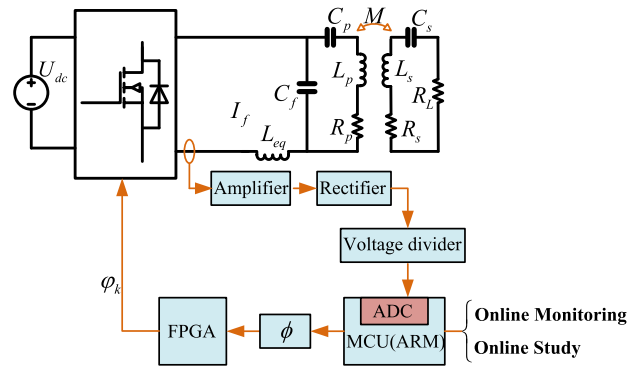 C_p M C_s
U_dc
L_p L_s
C_f R_L
I_f
R_p R_s
L_eq
Amplifier Rectifier
Voltage divider
φ_k
ADC
FPGA ϕ MCU(ARM)
Online Monitoring
Online Study